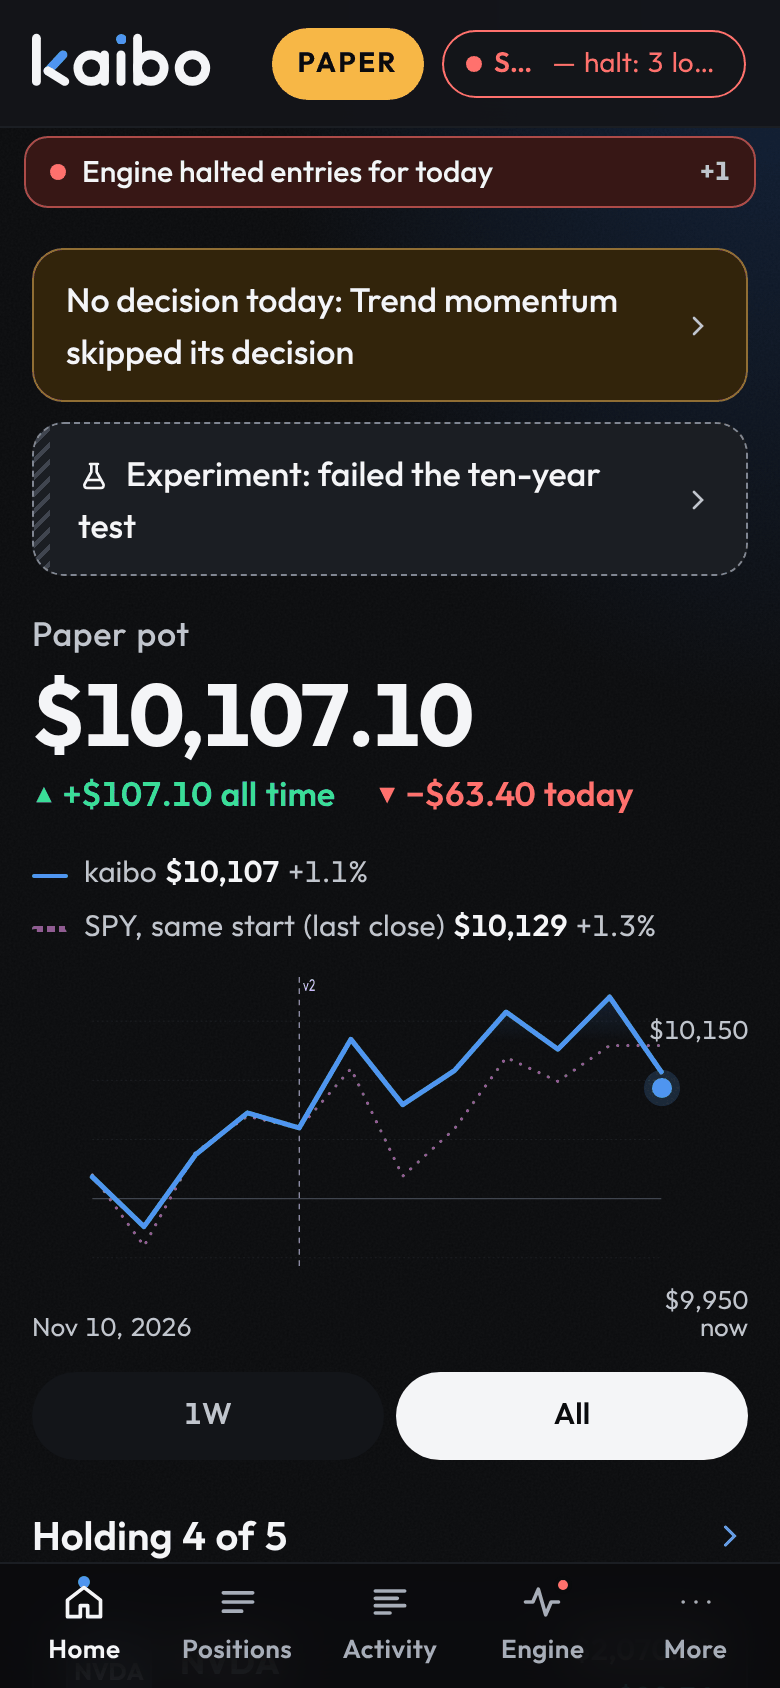 kaibo
PAPER
S... — halt: 3 lo...
Engine halted entries for today
+1
No decision today: Trend momentum
skipped its decision
Experiment: failed the ten-year
test
Paper pot
$10,107.10
▲ +$107.10 all time ▼ −$63.40 today
kaibo $10,107 +1.1%
SPY, same start (last close) $10,129 +1.3%
v2
$10,150
$9,950
Nov 10, 2026
now
1W
All
Holding 4 of 5
Home
Positions
Activity
Engine
More
NVDA NVDA